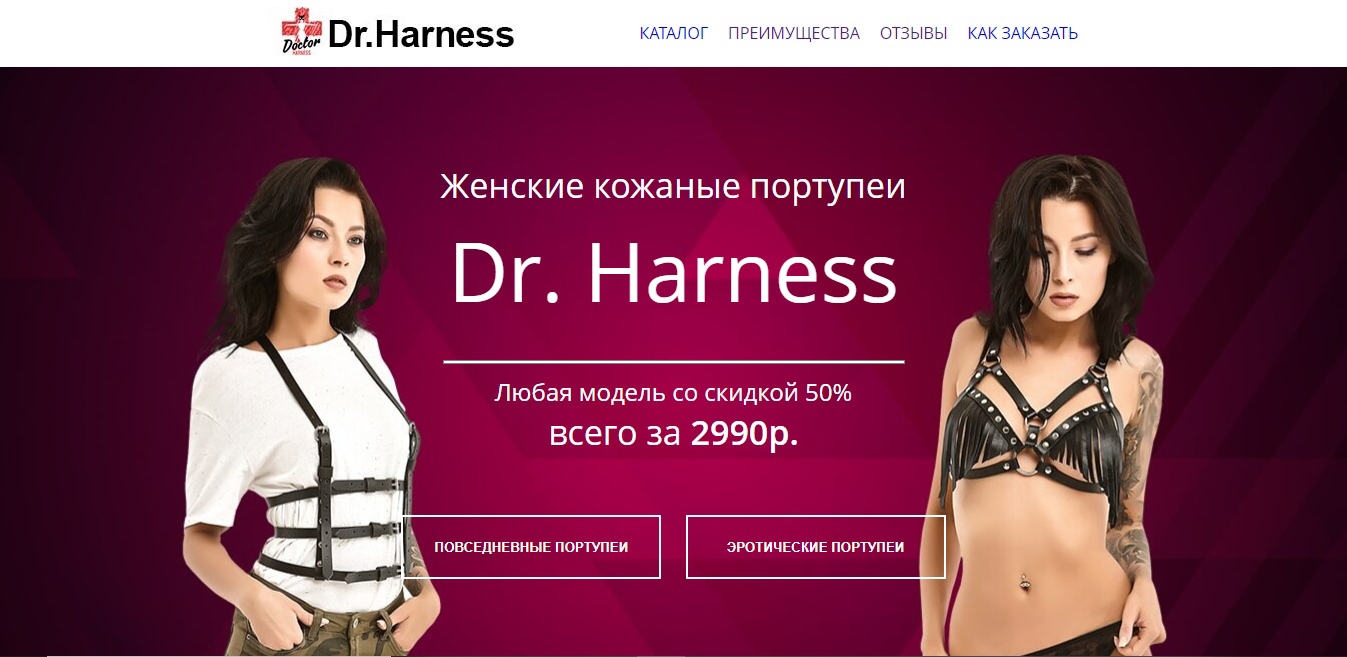 Doctor
HARNESS
Dr.Harness
КАТАЛОГ ПРЕИМУЩЕСТВА ОТЗЫВЫ КАК ЗАКАЗАТЬ
Женские кожаные портупеи
Dr. Harness
Любая модель со скидкой 50%
всего за 2990р.
ПОВСЕДНЕВНЫЕ ПОРТУПЕИ
ЭРОТИЧЕСКИЕ ПОРТУПЕИ